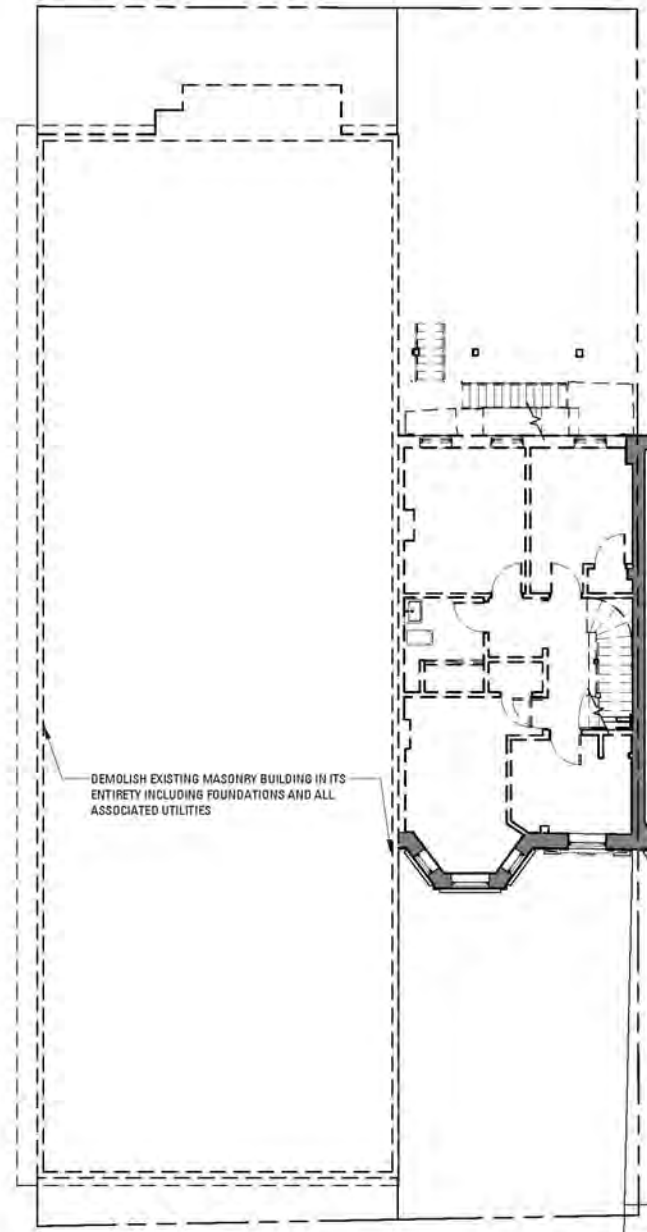 DEMOLISH EXISTING MASONRY BUILDING IN ITS
ENTIRETY INCLUDING FOUNDATIONS AND ALL
ASSOCIATED UTILITIES